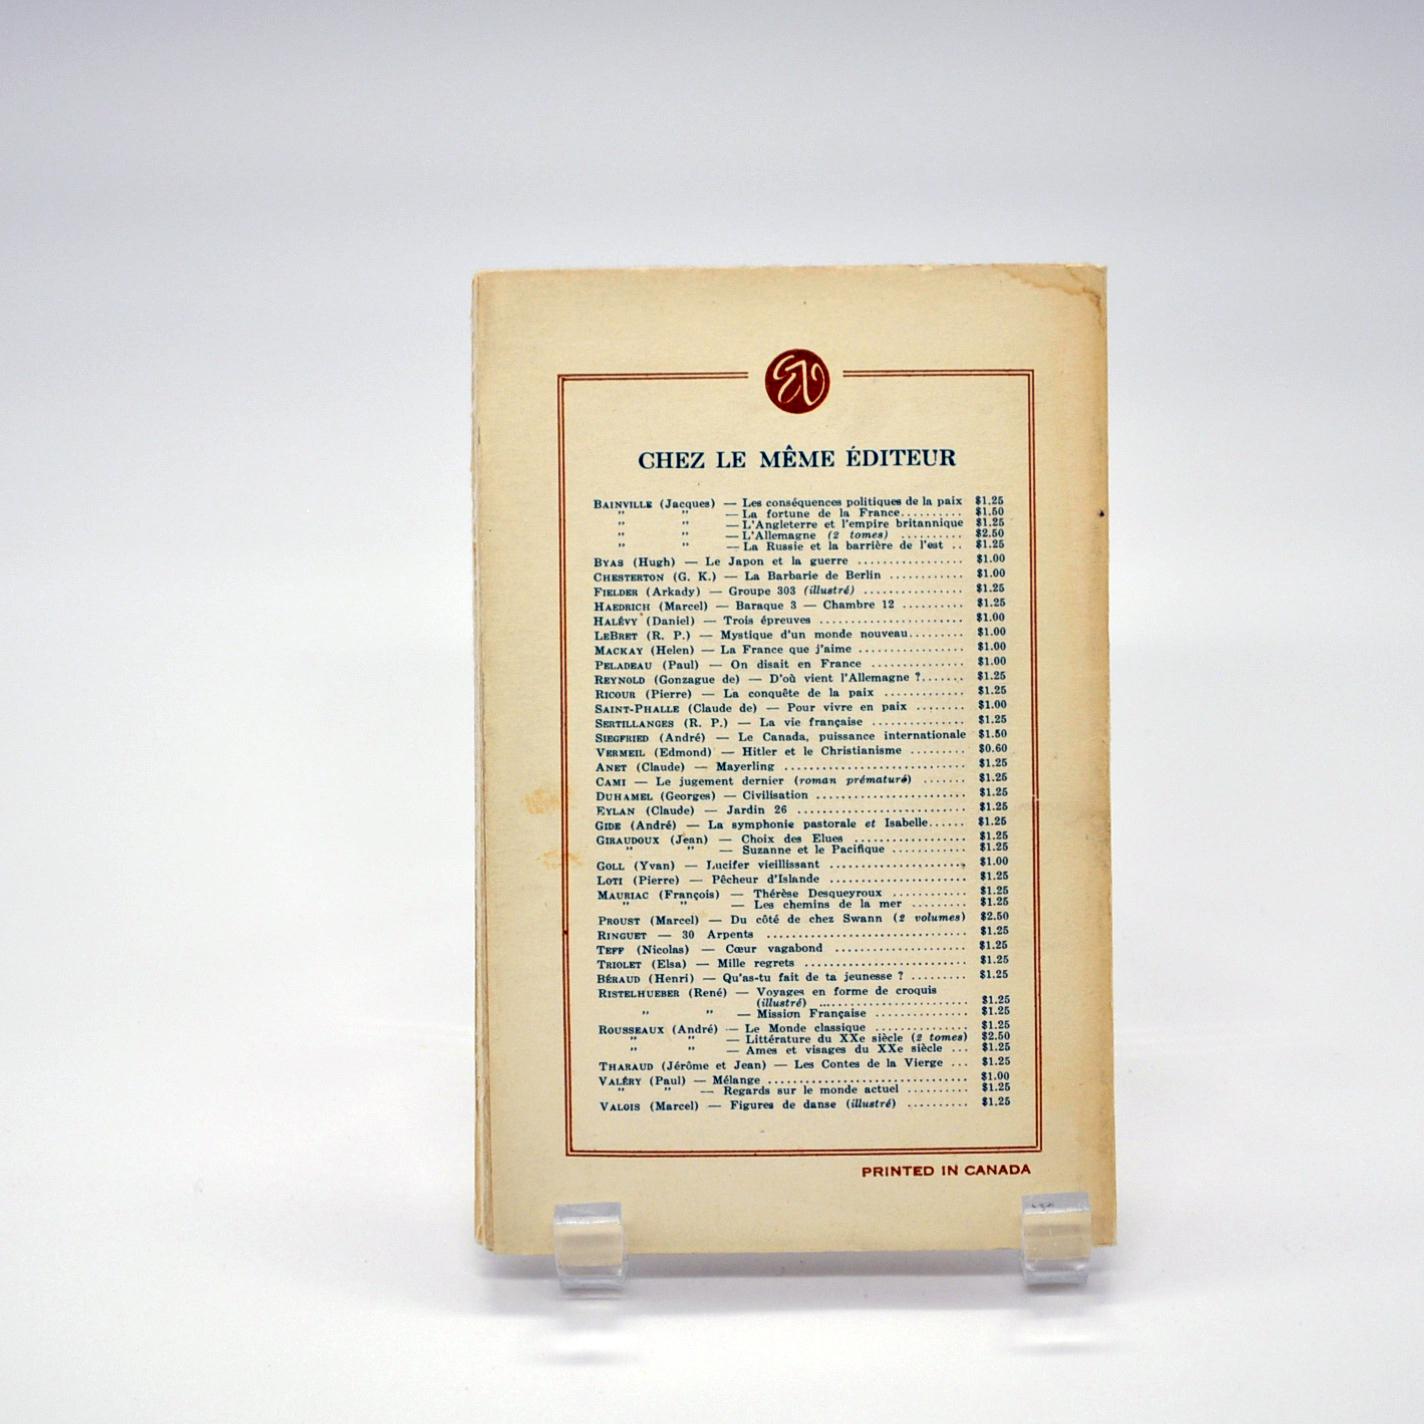 EV
CHEZ LE MÊME ÉDITEUR
BAINVILLE (Jacques) — Les conséquences politiques de la paix $1.25
" " — La fortune de la France.......... $1.50
" " — L'Angleterre et l'empire britannique $1.25
" " — L'Allemagne (2 tomes) .......... $2.50
" " — La Russie et la barrière de l'est .. $1.25
BYAS (Hugh) — Le Japon et la guerre ................. $1.00
CHESTERTON (G. K.) — La Barbarie de Berlin ............ $1.00
FIELDER (Arkady) — Groupe 303 (illustré) ................ $1.25
HAEDRICH (Marcel) — Baraque 3 — Chambre 12 .......... $1.25
HALÉVY (Daniel) — Trois épreuves ....................... $1.00
LEBRET (R. P.) — Mystique d'un monde nouveau......... $1.00
MACKAY (Helen) — La France que j'aime ................. $1.00
PELADEAU (Paul) — On disait en France ............... $1.00
REYNOLD (Gonzague de) — D'où vient l'Allemagne ?....... $1.25
RICOUR (Pierre) — La conquête de la paix ............. $1.25
SAINT-PHALLE (Claude de) — Pour vivre en paix ........ $1.00
SERTILLANGES (R. P.) — La vie française ............... $1.25
SIEGFRIED (André) — Le Canada, puissance internationale $1.50
VERMEIL (Edmond) — Hitler et le Christianisme ......... $0.60
ANET (Claude) — Mayerling ............................. $1.25
CAMI — Le jugement dernier (roman prématuré) ....... $1.25
DUHAMEL (Georges) — Civilisation ........................ $1.25
EYLAN (Claude) — Jardin 26 ........................... $1.25
GIDE (André) — La symphonie pastorale et Isabelle...... $1.25
GIRAUDOUX (Jean) — Choix des Elues .................. $1.25
" " — Suzanne et le Pacifique ............ $1.25
GOLL (Yvan) — Lucifer vieillissant ...................... $1.00
LOTI (Pierre) — Pêcheur d'Islande ....................... $1.25
MAURIAC (François) — Thérèse Desqueyroux ............ $1.25
" " — Les chemins de la mer ......... $1.25
PROUST (Marcel) — Du côté de chez Swann (2 volumes) $2.50
RINGUET — 30 Arpents ................................. $1.25
TEFF (Nicolas) — Cœur vagabond ...................... $1.25
TRIOLET (Elsa) — Mille regrets .......................... $1.25
BÉRAUD (Henri) — Qu'as-tu fait de ta jeunesse ? ......... $1.25
RISTELHUEBER (René) — Voyages en forme de croquis
(illustré) ......................... $1.25
" " — Mission Française ............... $1.25
ROUSSEAUX (André) — Le Monde classique ............... $1.25
" " — Littérature du XXe siècle (2 tomes) $2.50
" " — Ames et visages du XXe siècle ... $1.25
THARAUD (Jérôme et Jean) — Les Contes de la Vierge ... $1.25
VALÉRY (Paul) — Mélange ................................. $1.00
" " — Regards sur le monde actuel .......... $1.25
VALOIS (Marcel) — Figures de danse (illustré) .......... $1.25
PRINTED IN CANADA